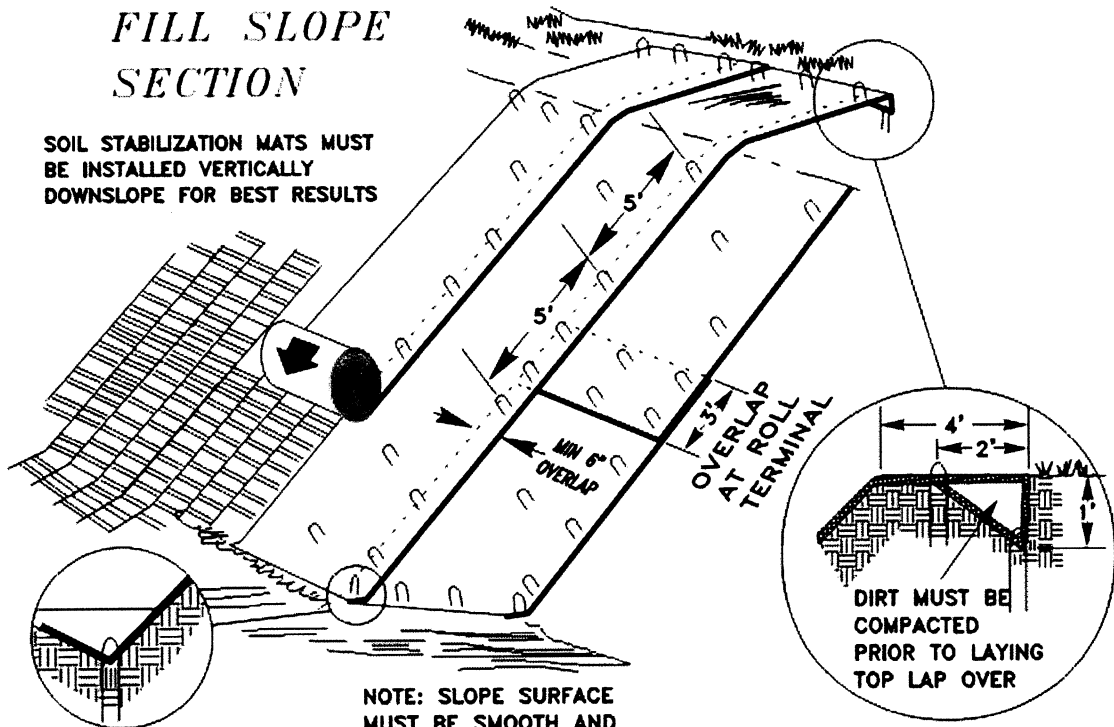 FILL SLOPE
SECTION
SOIL STABILIZATION MATS MUST
BE INSTALLED VERTICALLY
DOWNSLOPE FOR BEST RESULTS
5'
5'
MIN 6"
OVERLAP
3'
OVERLAP
AT ROLL
TERMINAL
4'
2'
1'
DIRT MUST BE
COMPACTED
PRIOR TO LAYING
TOP LAP OVER
NOTE: SLOPE SURFACE
MUST BE SMOOTH AND